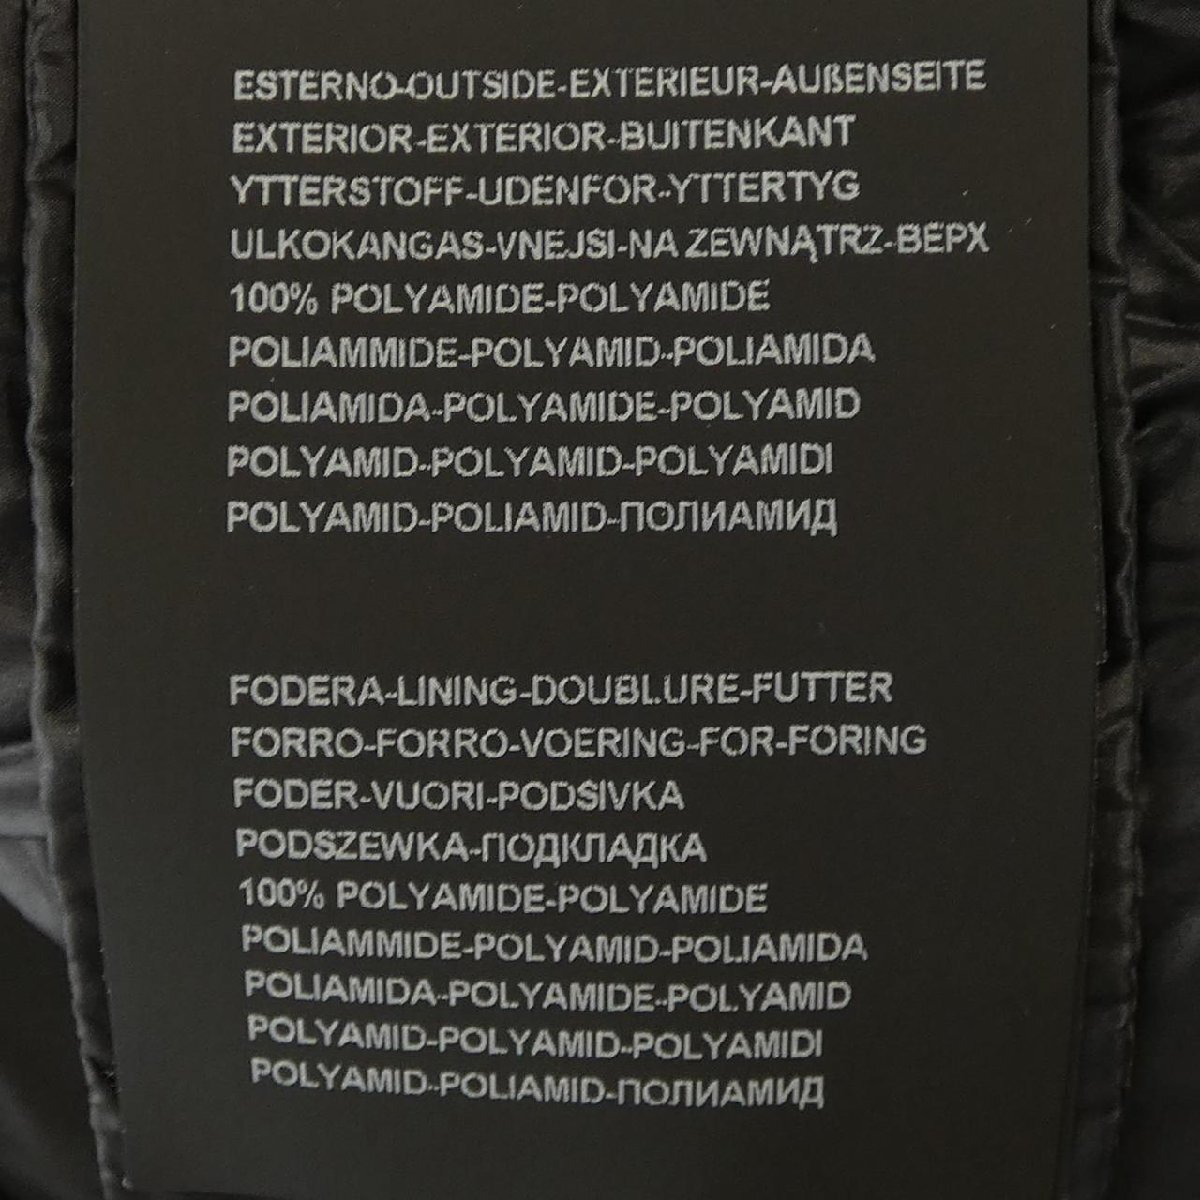 ESTERNO-OUTSIDE-EXTERIEUR-AUßENSEITE
EXTERIOR-EXTERIOR-BUITENKANT
YTTERSTOFF-UDENFOR-YTTERTYG
ULKOKANGAS-VNEJSI-NA ZEWNĄTRZ-ВЕРХ
100% POLYAMIDE-POLYAMIDE
POLIAMMIDE-POLYAMID-POLIAMIDA
POLIAMIDA-POLYAMIDE-POLYAMID
POLYAMID-POLYAMID-POLYAMIDI
POLYAMID-POLIAMID-ПОЛИАМИД
FODERA-LINING-DOUBLURE-FUTTER
FORRO-FORRO-VOERING-FOR-FORING
FODER-VUORI-PODSIVKA
PODSZEWKA-ПОДКЛАДКА
100% POLYAMIDE-POLYAMIDE
POLIAMMIDE-POLYAMID-POLIAMIDA
POLIAMIDA-POLYAMIDE-POLYAMID
POLYAMID-POLYAMID-POLYAMIDI
POLYAMID-POLIAMID-ПОЛИАМИД